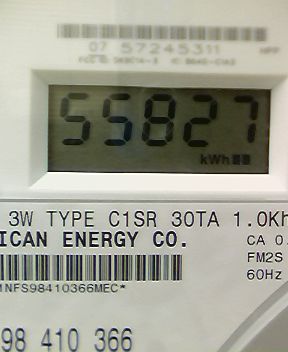 07 57245311
55827
kWh
3W TYPE C1SR 30TA 1.0Kh
ICAN ENERGY CO.
CA 0.
FM2S
60Hz
NFS98410366MEC*
98 410 366